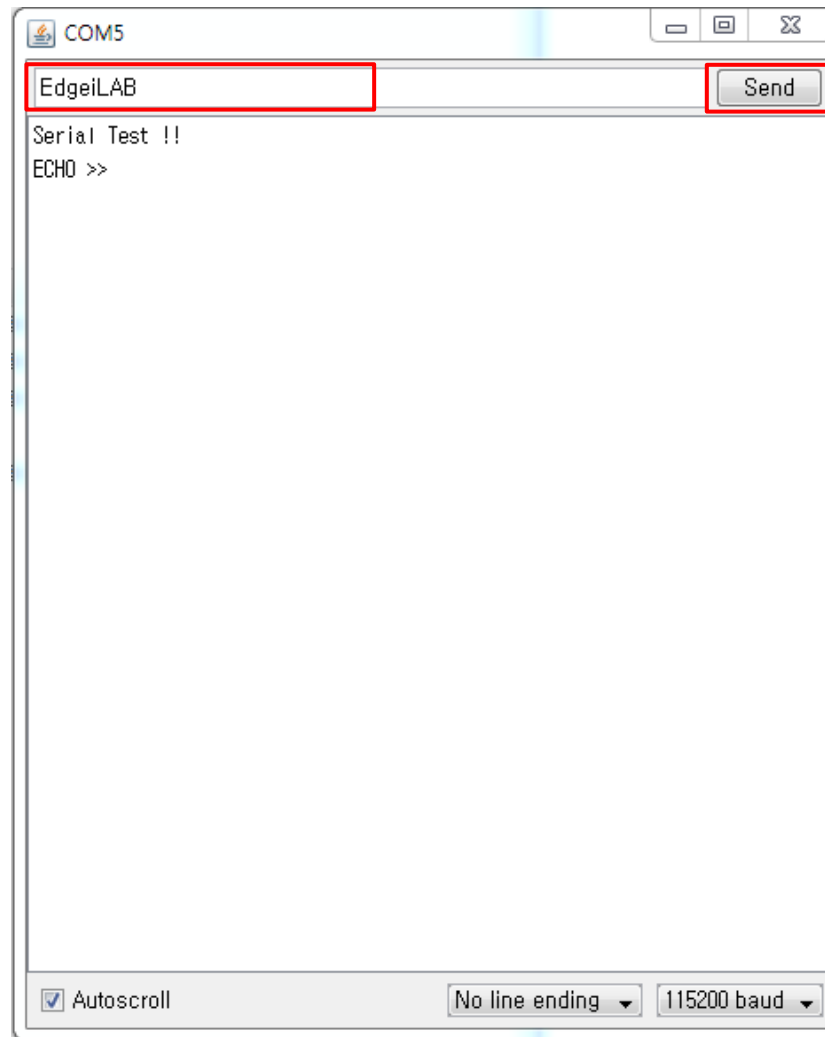 COM5
EdgeiLAB
Send
Serial Test !!
ECHO >>
Autoscroll
No line ending
115200 baud